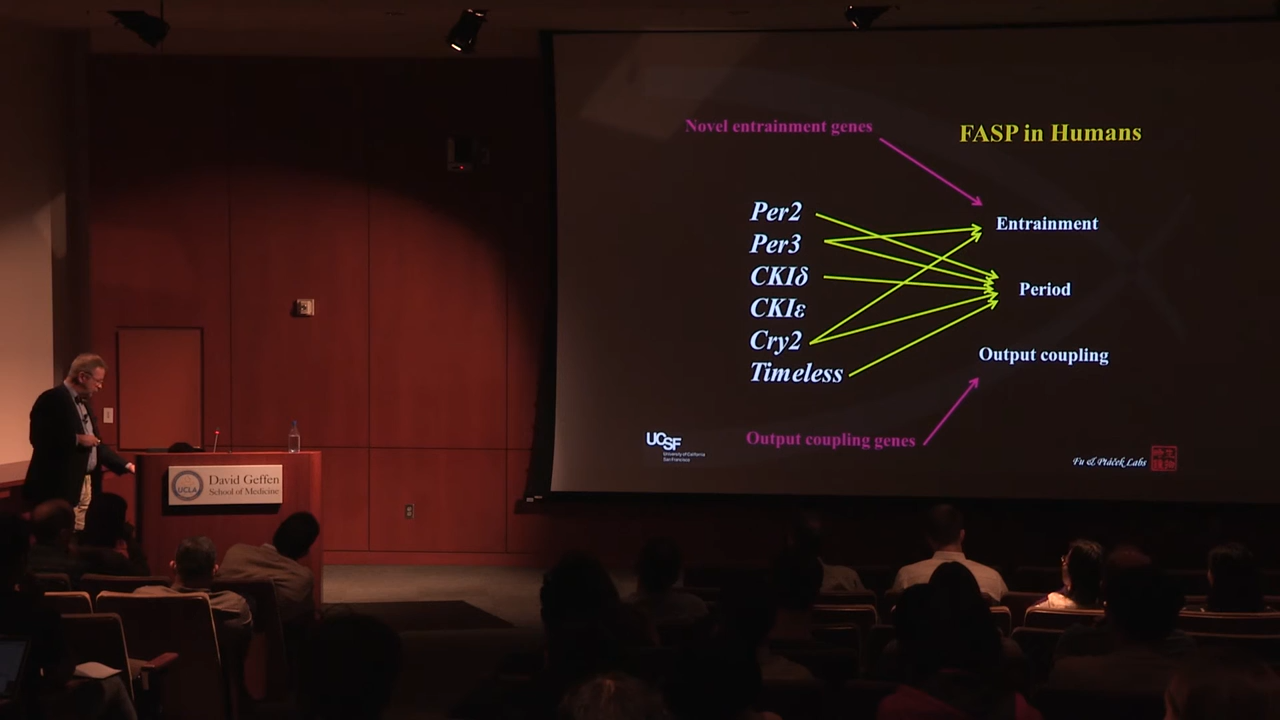 Novel entrainment genes
FASP in Humans
Per2
Entrainment
Per3
CKIδ
Period
CKIε
Cry2
Output coupling
Timeless
Output coupling genes
UCSF
University of California
San Francisco
Fu & Ptáček Labs
UCLA
David Geffen
School of Medicine